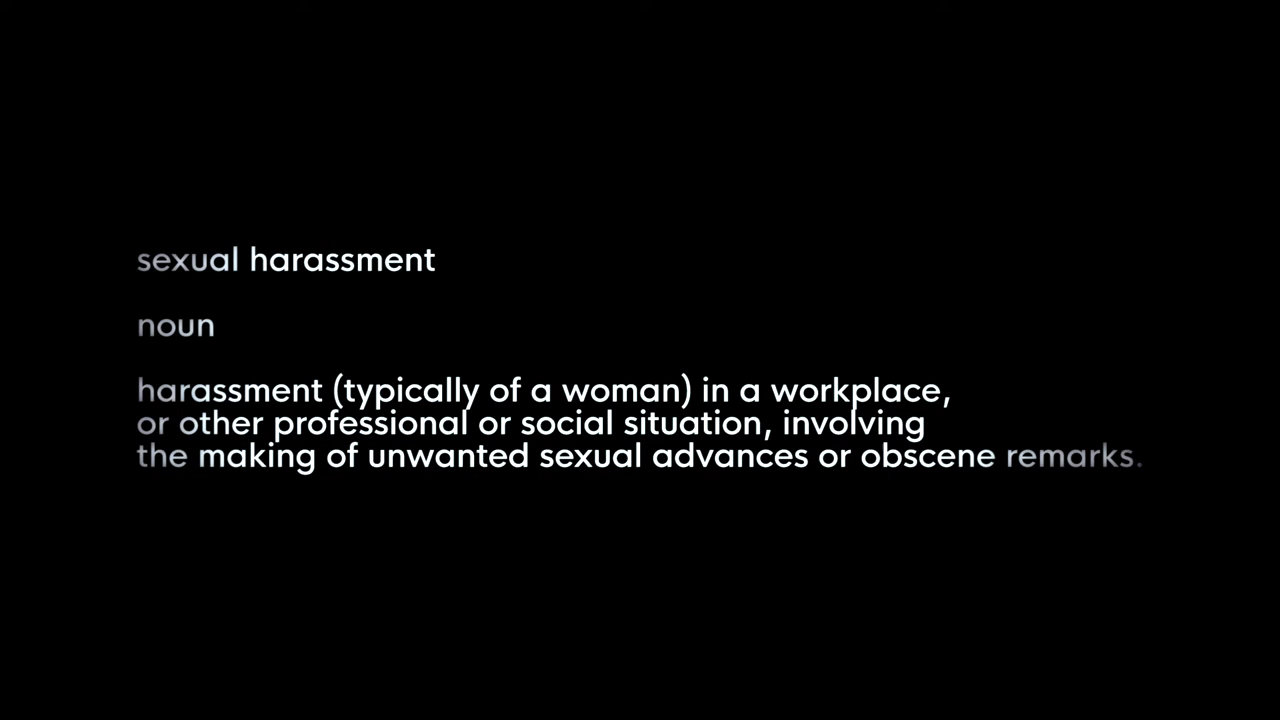 sexual harassment
noun
harassment (typically of a woman) in a workplace,
or other professional or social situation, involving
the making of unwanted sexual advances or obscene remarks.